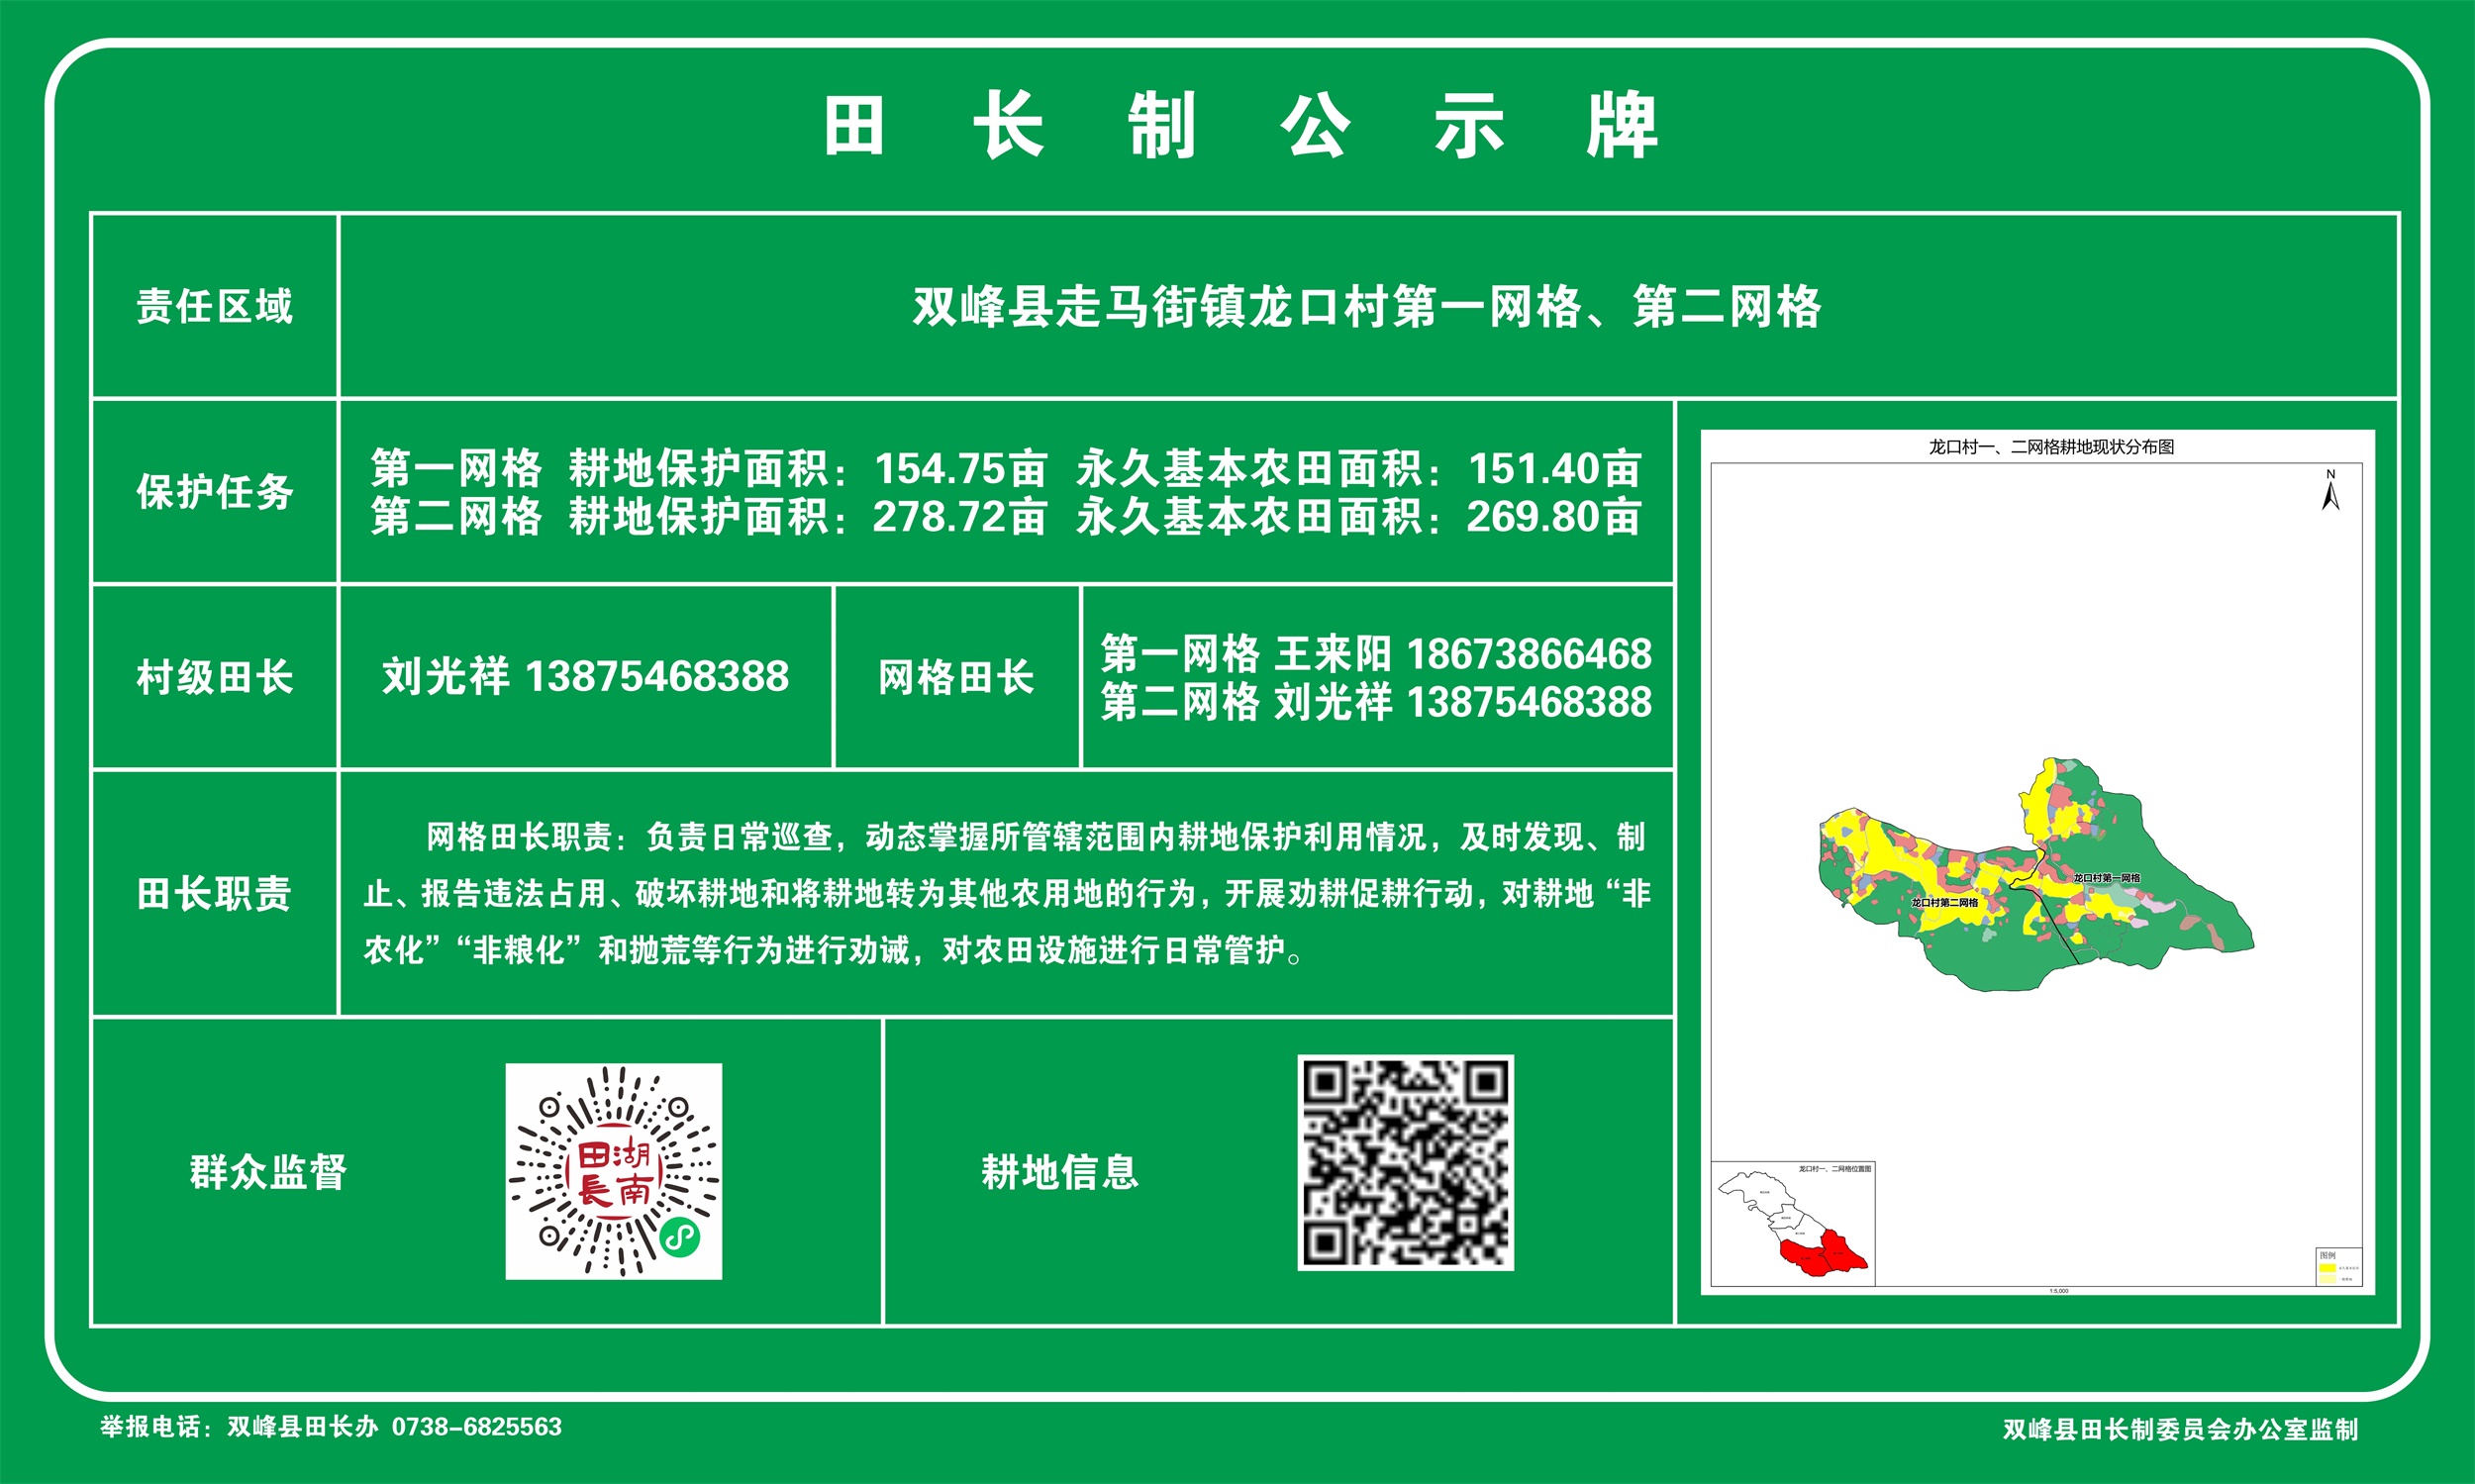 田长制公示牌
责任区域
双峰县走马街镇龙口村第一网格、第二网格
保护任务
第一网格 耕地保护面积：154.75亩 永久基本农田面积：151.40亩
第二网格 耕地保护面积：278.72亩 永久基本农田面积：269.80亩
村级田长
刘光祥 13875468388
网格田长
第一网格 王来阳 18673866468
第二网格 刘光祥 13875468388
田长职责
网格田长职责：负责日常巡查，动态掌握所管辖范围内耕地保护利用情况，及时发现、制
止、报告违法占用、破坏耕地和将耕地转为其他农用地的行为，开展劝耕促耕行动，对耕地“非
农化”“非粮化”和抛荒等行为进行劝诫，对农田设施进行日常管护。
群众监督
田湖
長南
耕地信息
龙口村一、二网格耕地现状分布图
N
龙口村第一网格
龙口村第二网格
龙口村一、二网格位置图
图例
1:5,000
举报电话：双峰县田长办 0738-6825563
双峰县田长制委员会办公室监制